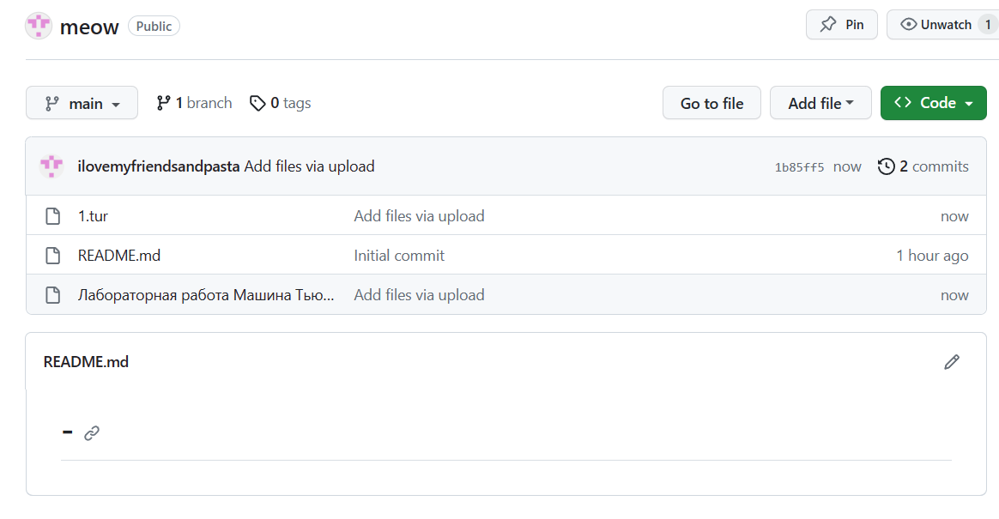 meow Public Pin Unwatch 1
main 1 branch 0 tags Go to file Add file Code
ilovemyfriendsandpasta Add files via upload 1b85ff5 now 2 commits
1.tur Add files via upload now
README.md Initial commit 1 hour ago
Лабораторная работа Машина Тью... Add files via upload now
README.md
-